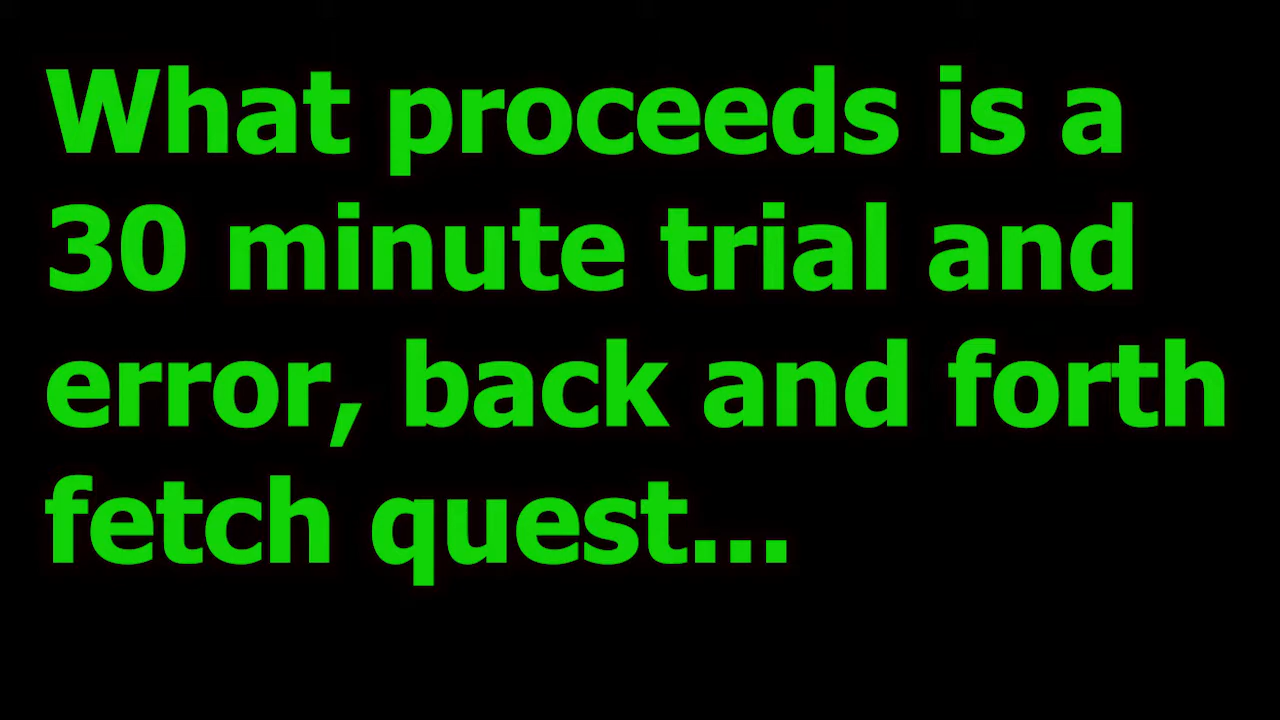 What proceeds is a
30 minute trial and
error, back and forth
fetch quest...